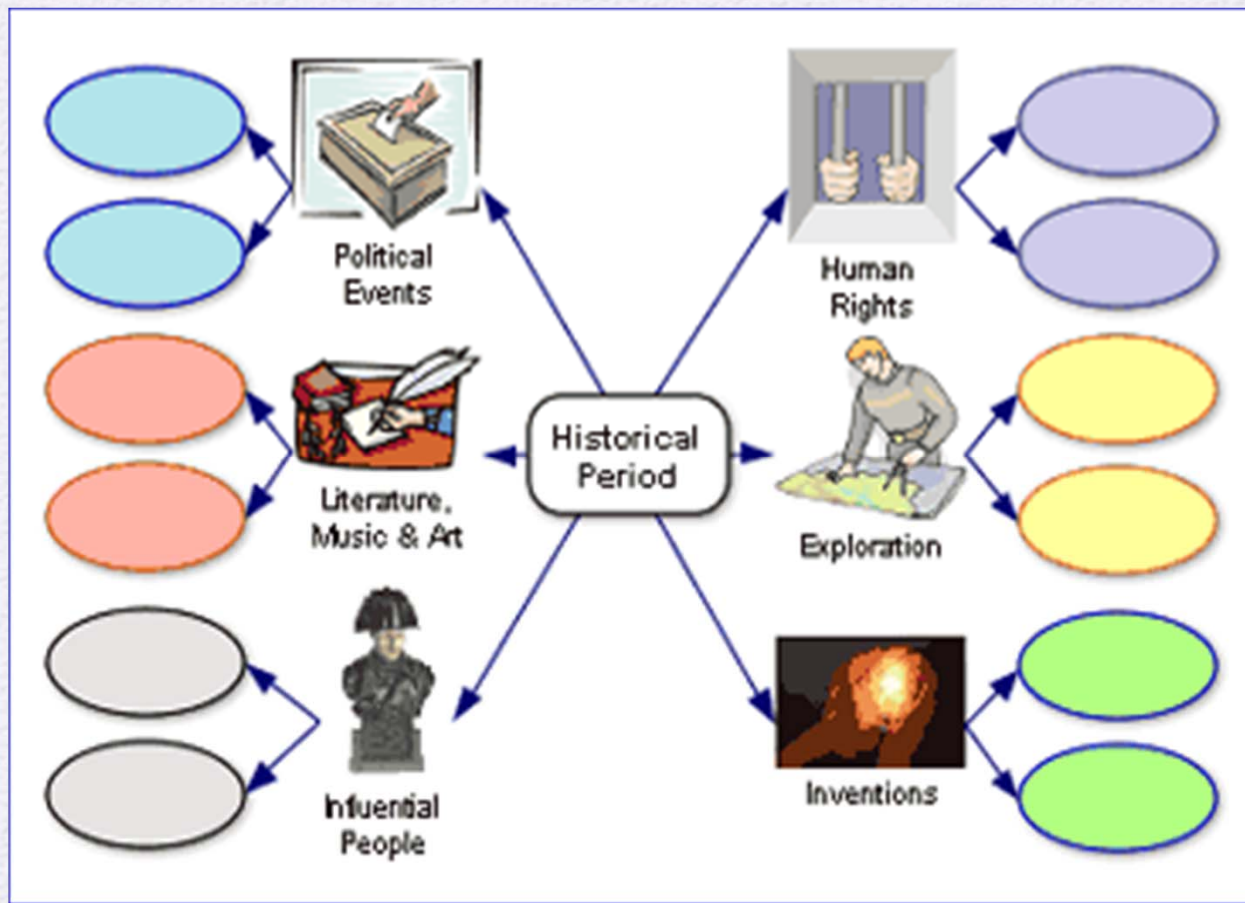 Political
Events
Human
Rights
Historical
Period
Literature,
Music & Art
Exploration
Influential
People
Inventions